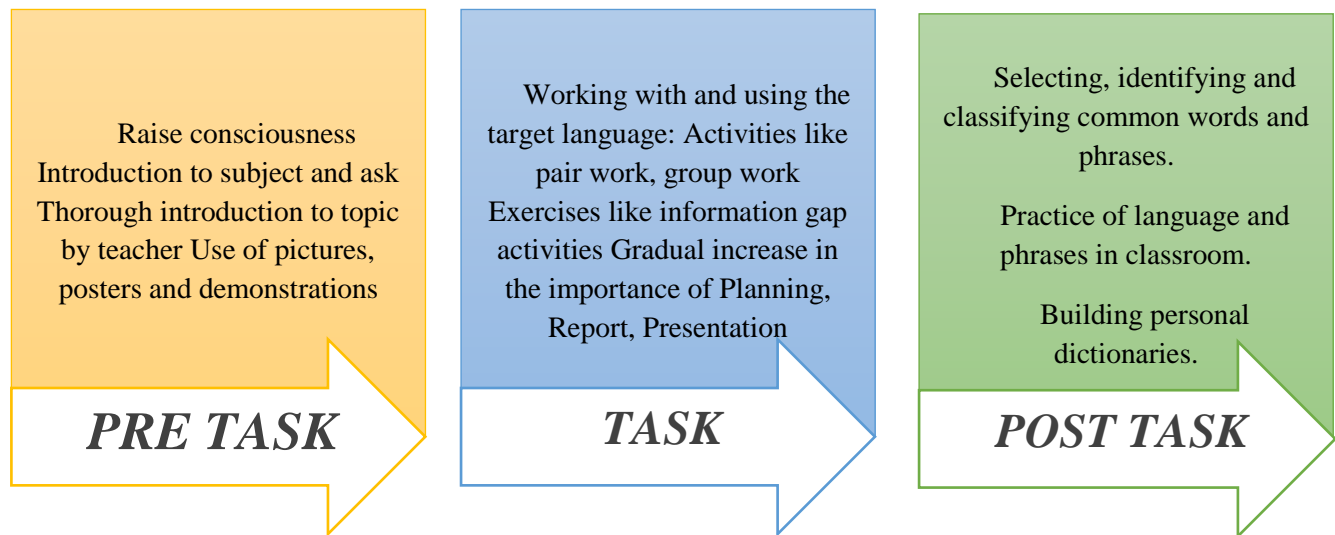 Raise consciousness
Introduction to subject and ask
Thorough introduction to topic
by teacher Use of pictures,
posters and demonstrations
PRE TASK
Working with and using the
target language: Activities like
pair work, group work
Exercises like information gap
activities Gradual increase in
the importance of Planning,
Report, Presentation
TASK
Selecting, identifying and
classifying common words and
phrases.
Practice of language and
phrases in classroom.
Building personal
dictionaries.
POST TASK